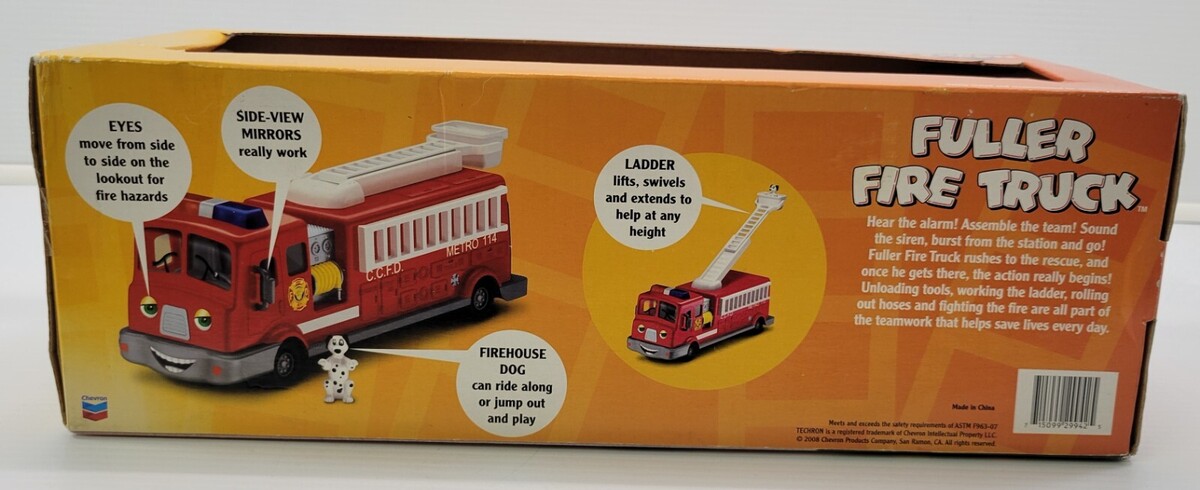 EYES
move from side
to side on the
lookout for
fire hazards
SIDE-VIEW
MIRRORS
really work
C.C.F.D.
METRO 114
FIREHOUSE
DOG
can ride along
or jump out
and play
Chevron
LADDER
lifts, swivels
and extends to
help at any
height
FULLER
FIRE TRUCK™
Hear the alarm! Assemble the team! Sound
the siren, burst from the station and go!
Fuller Fire Truck rushes to the rescue, and
once he gets there, the action really begins!
Unloading tools, working the ladder, rolling
out hoses and fighting the fire are all part of
the teamwork that helps save lives every day.
Made in China
Meets and exceeds the safety requirements of ASTM F963-07
TECHRON is a registered trademark of Chevron Intellectual Property LLC.
© 2008 Chevron Products Company, San Ramon, CA. All rights reserved.
7 15099 29942 5